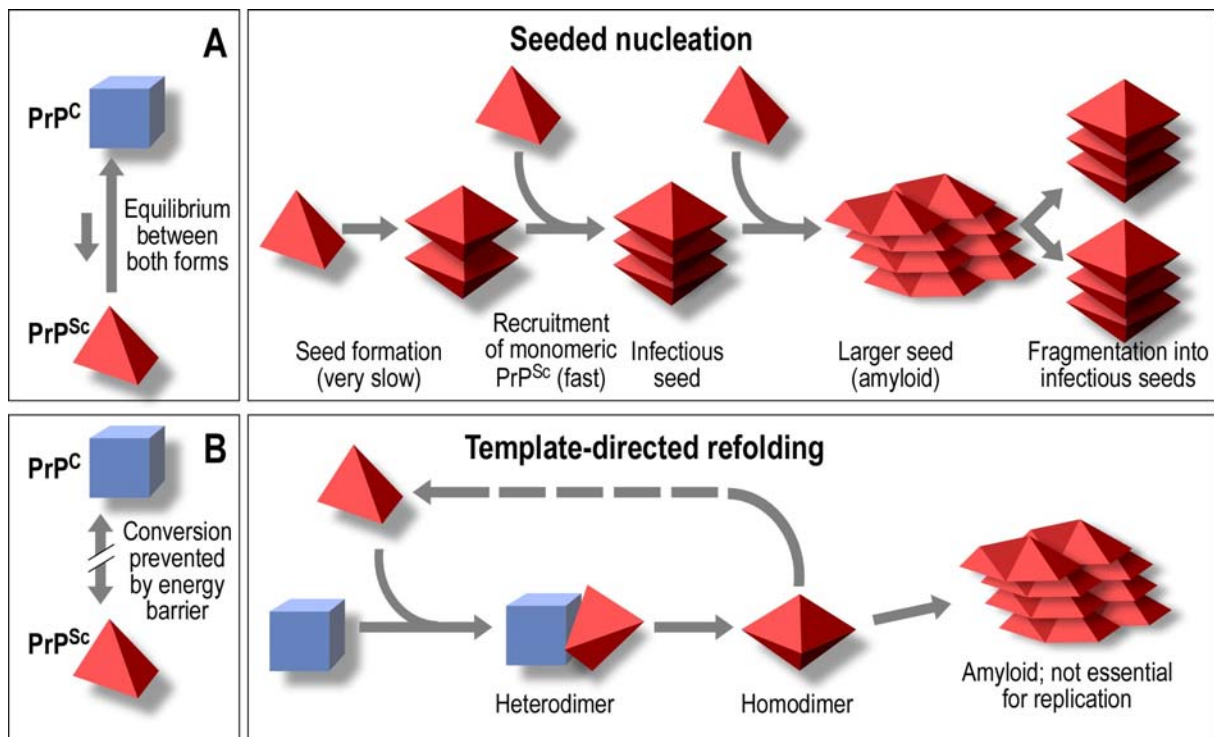 A
PrP^C
Equilibrium
between
both forms
PrP^Sc
Seeded nucleation
Seed formation
(very slow)
Recruitment
of monomeric
PrP^Sc (fast)
Infectious
seed
Larger seed
(amyloid)
Fragmentation into
infectious seeds
B
PrP^C
Conversion
prevented
by energy
barrier
PrP^Sc
Template-directed refolding
Heterodimer
Homodimer
Amyloid; not essential
for replication